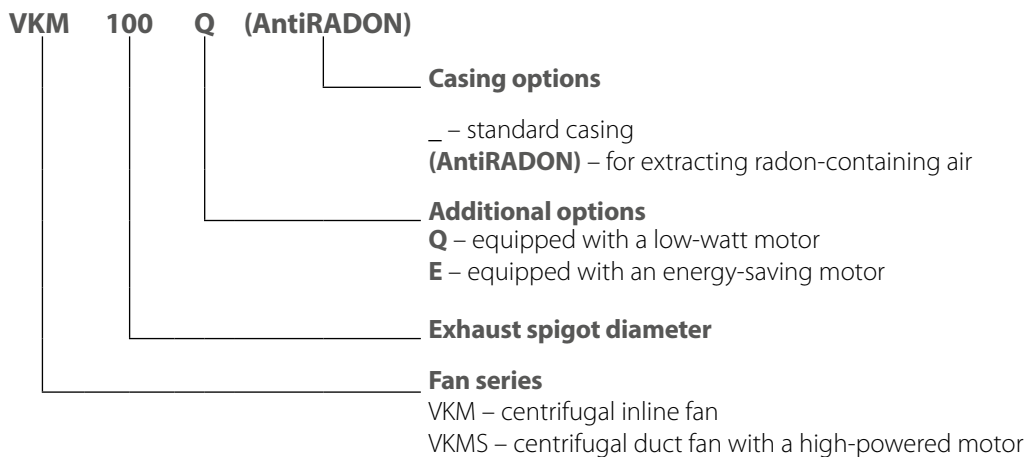 VKM 100 Q (AntiRADON)
Casing options
_ – standard casing
(AntiRADON) – for extracting radon-containing air
Additional options
Q – equipped with a low-watt motor
E – equipped with an energy-saving motor
Exhaust spigot diameter
Fan series
VKM – centrifugal inline fan
VKMS – centrifugal duct fan with a high-powered motor